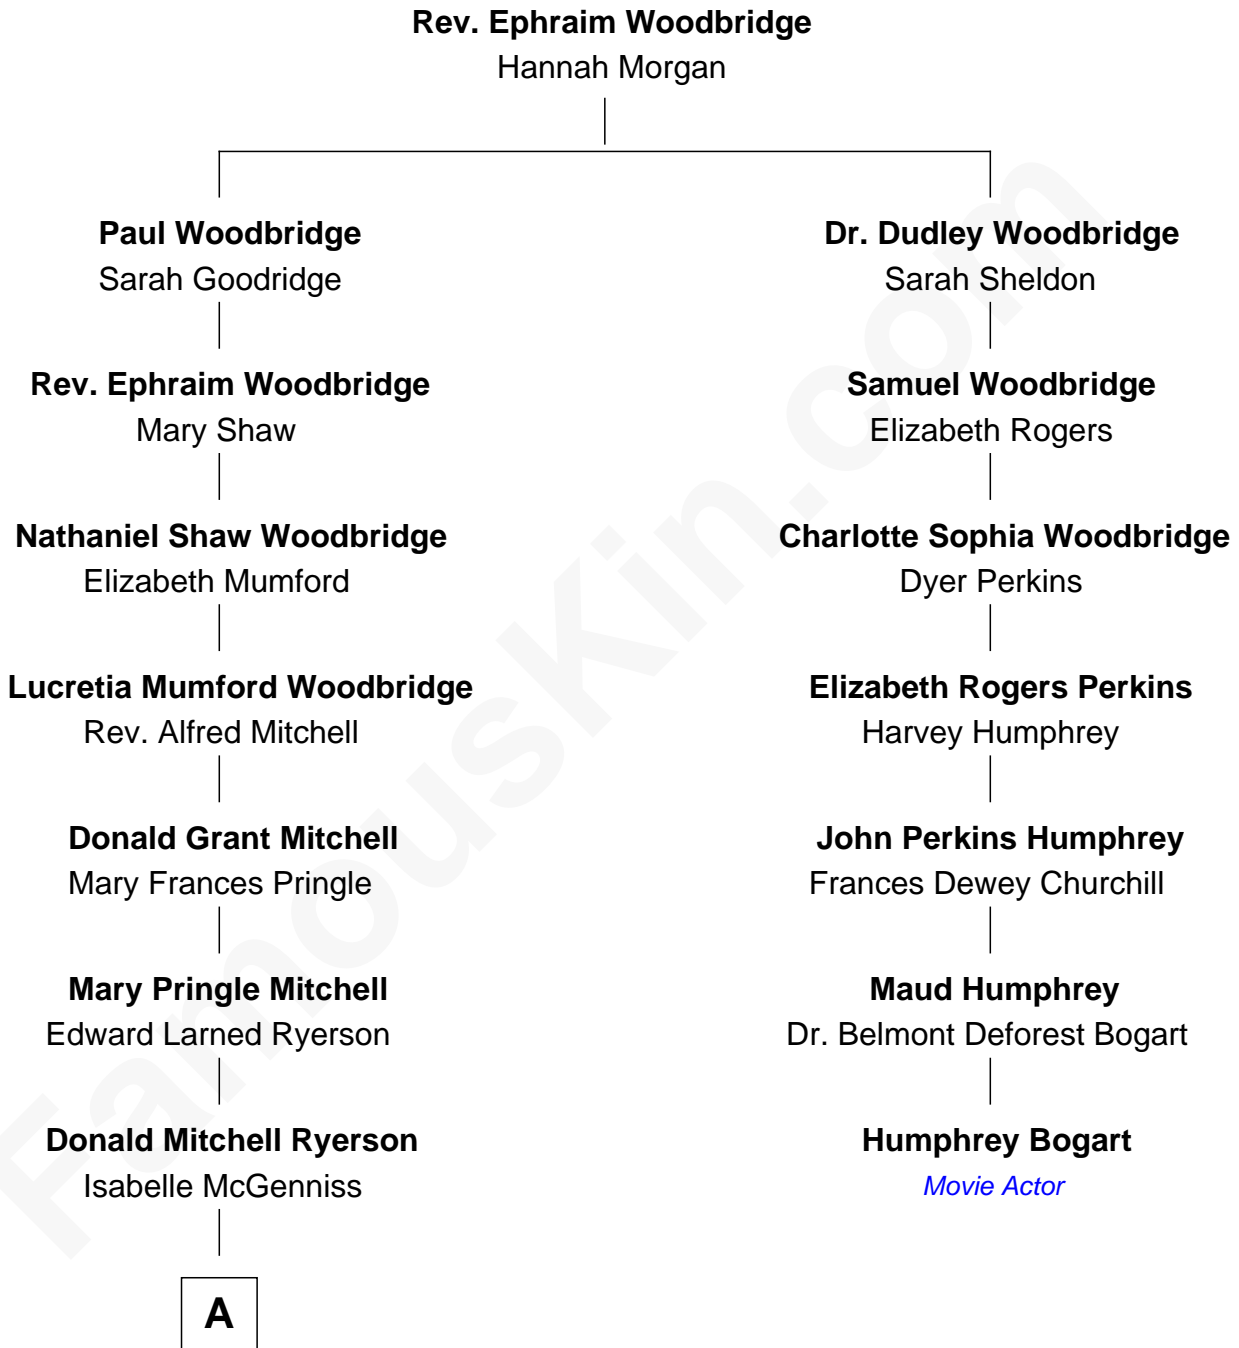 Rev. Ephraim Woodbridge
Hannah Morgan
Paul Woodbridge
Sarah Goodridge
Dr. Dudley Woodbridge
Sarah Sheldon
Rev. Ephraim Woodbridge
Mary Shaw
Samuel Woodbridge
Elizabeth Rogers
Nathaniel Shaw Woodbridge
Elizabeth Mumford
Charlotte Sophia Woodbridge
Dyer Perkins
Lucretia Mumford Woodbridge
Rev. Alfred Mitchell
Elizabeth Rogers Perkins
Harvey Humphrey
Donald Grant Mitchell
Mary Frances Pringle
John Perkins Humphrey
Frances Dewey Churchill
Mary Pringle Mitchell
Edward Larned Ryerson
Maud Humphrey
Dr. Belmont Deforest Bogart
Donald Mitchell Ryerson
Isabelle McGenniss
Humphrey Bogart
Movie Actor
A
FamousKin.com